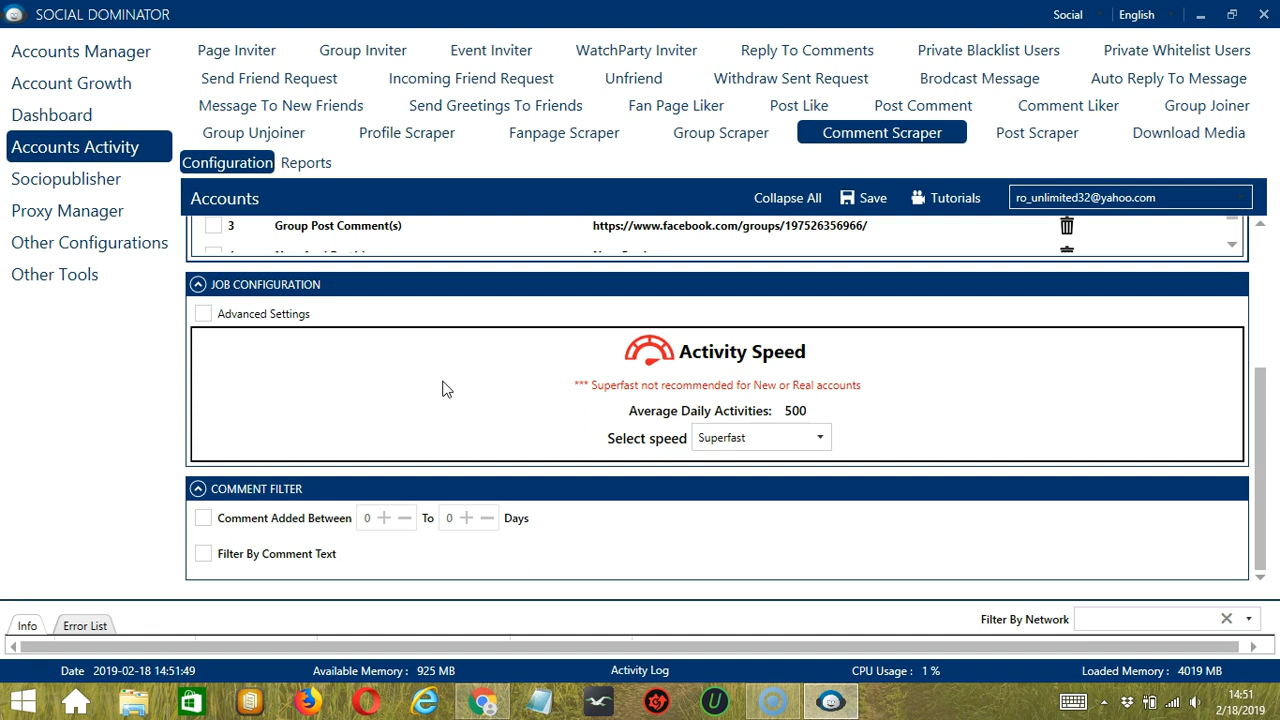 SOCIAL DOMINATOR
Social
English
Accounts Manager
Account Growth
Dashboard
Accounts Activity
Sociopublisher
Proxy Manager
Other Configurations
Other Tools
Page Inviter Group Inviter Event Inviter WatchParty Inviter Reply To Comments Private Blacklist Users Private Whitelist Users
Send Friend Request Incoming Friend Request Unfriend Withdraw Sent Request Brodcast Message Auto Reply To Message
Message To New Friends Send Greetings To Friends Fan Page Liker Post Like Post Comment Comment Liker Group Joiner
Group Unjoiner Profile Scraper Fanpage Scraper Group Scraper Comment Scraper Post Scraper Download Media
Configuration Reports
Accounts Collapse All Save Tutorials ro_unlimited32@yahoo.com
3 Group Post Comment(s) https://www.facebook.com/groups/197526356966/
JOB CONFIGURATION
Advanced Settings
Activity Speed
*** Superfast not recommended for New or Real accounts
Average Daily Activities: 500
Select speed Superfast
COMMENT FILTER
Comment Added Between 0 To 0 Days
Filter By Comment Text
Info Error List Filter By Network
Date 2019-02-18 14:51:49 Available Memory : 925 MB Activity Log CPU Usage : 1 % Loaded Memory : 4019 MB
14:51
2/18/2019